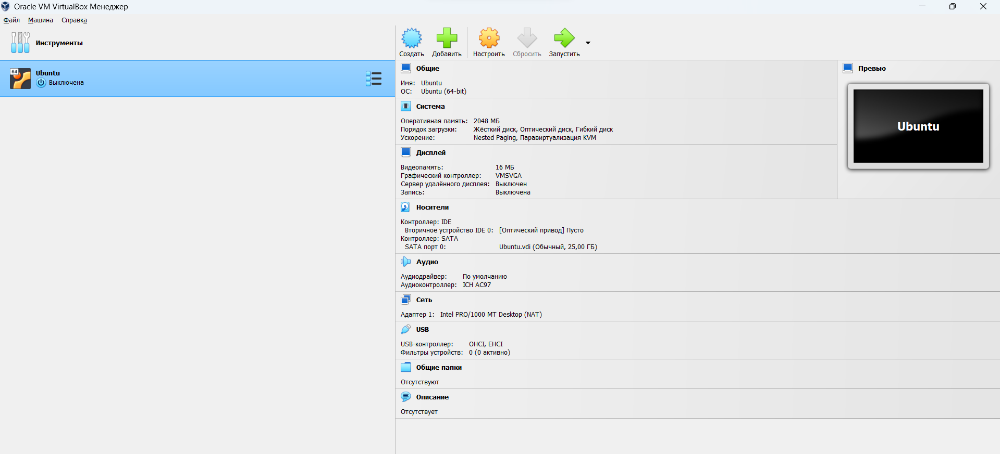 Oracle VM VirtualBox Менеджер
Файл Машина Справка
Инструменты
64
Ubuntu
Выключена
Создать Добавить Настроить Сбросить Запустить
Общие
Имя: Ubuntu
ОС: Ubuntu (64-bit)
Превью
Ubuntu
Система
Оперативная память: 2048 МБ
Порядок загрузки: Жёсткий диск, Оптический диск, Гибкий диск
Ускорение: Nested Paging, Паравиртуализация KVM
Дисплей
Видеопамять: 16 МБ
Графический контроллер: VMSVGA
Сервер удалённого дисплея: Выключен
Запись: Выключена
Носители
Контроллер: IDE
Вторичное устройство IDE 0: [Оптический привод] Пусто
Контроллер: SATA
SATA порт 0: Ubuntu.vdi (Обычный, 25,00 ГБ)
Аудио
Аудиодрайвер: По умолчанию
Аудиоконтроллер: ICH AC97
Сеть
Адаптер 1: Intel PRO/1000 MT Desktop (NAT)
USB
USB-контроллер: OHCI, EHCI
Фильтры устройств: 0 (0 активно)
Общие папки
Отсутствуют
Описание
Отсутствует